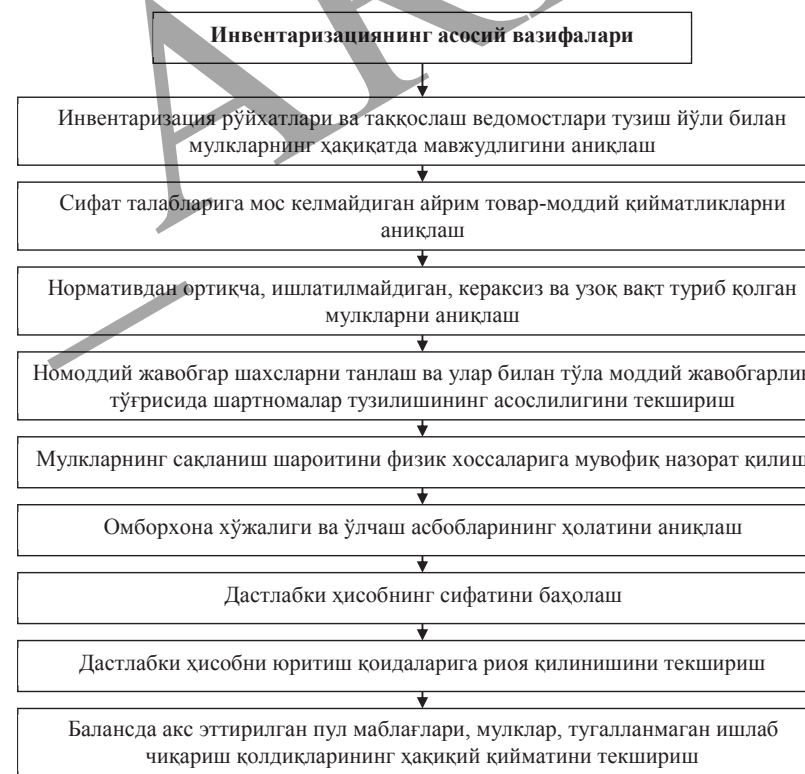 Инвентаризациянинг асосий вазифалари
Инвентаризация рўйхатлари ва таққослаш ведомостлари тузиш йўли билан
мулкларнинг ҳақиқатда мавжудлигини аниқлаш
Сифат талабларига мос келмайдиган айрим товар-моддий қийматликларни
аниқлаш
Нормативдан ортиқча, ишлатилмайдиган, кераксиз ва узоқ вақт туриб қолган
мулкларни аниқлаш
Номоддий жавобгар шахсларни танлаш ва улар билан тўла моддий жавобгарлик
тўғрисида шартномалар тузилишининг асослилигини текшириш
Мулкларнинг сақланиш шароитини физик хоссаларига мувофиқ назорат қилиш
Омборхона хўжалиги ва ўлчаш асбобларининг ҳолатини аниқлаш
Дастлабки ҳисобнинг сифатини баҳолаш
Дастлабки ҳисобни юритиш қоидаларига риоя қилинишини текшириш
Балансда акс эттирилган пул маблағлари, мулклар, тугалланмаган ишлаб
чиқариш қолдиқларининг ҳақиқий қийматини текшириш